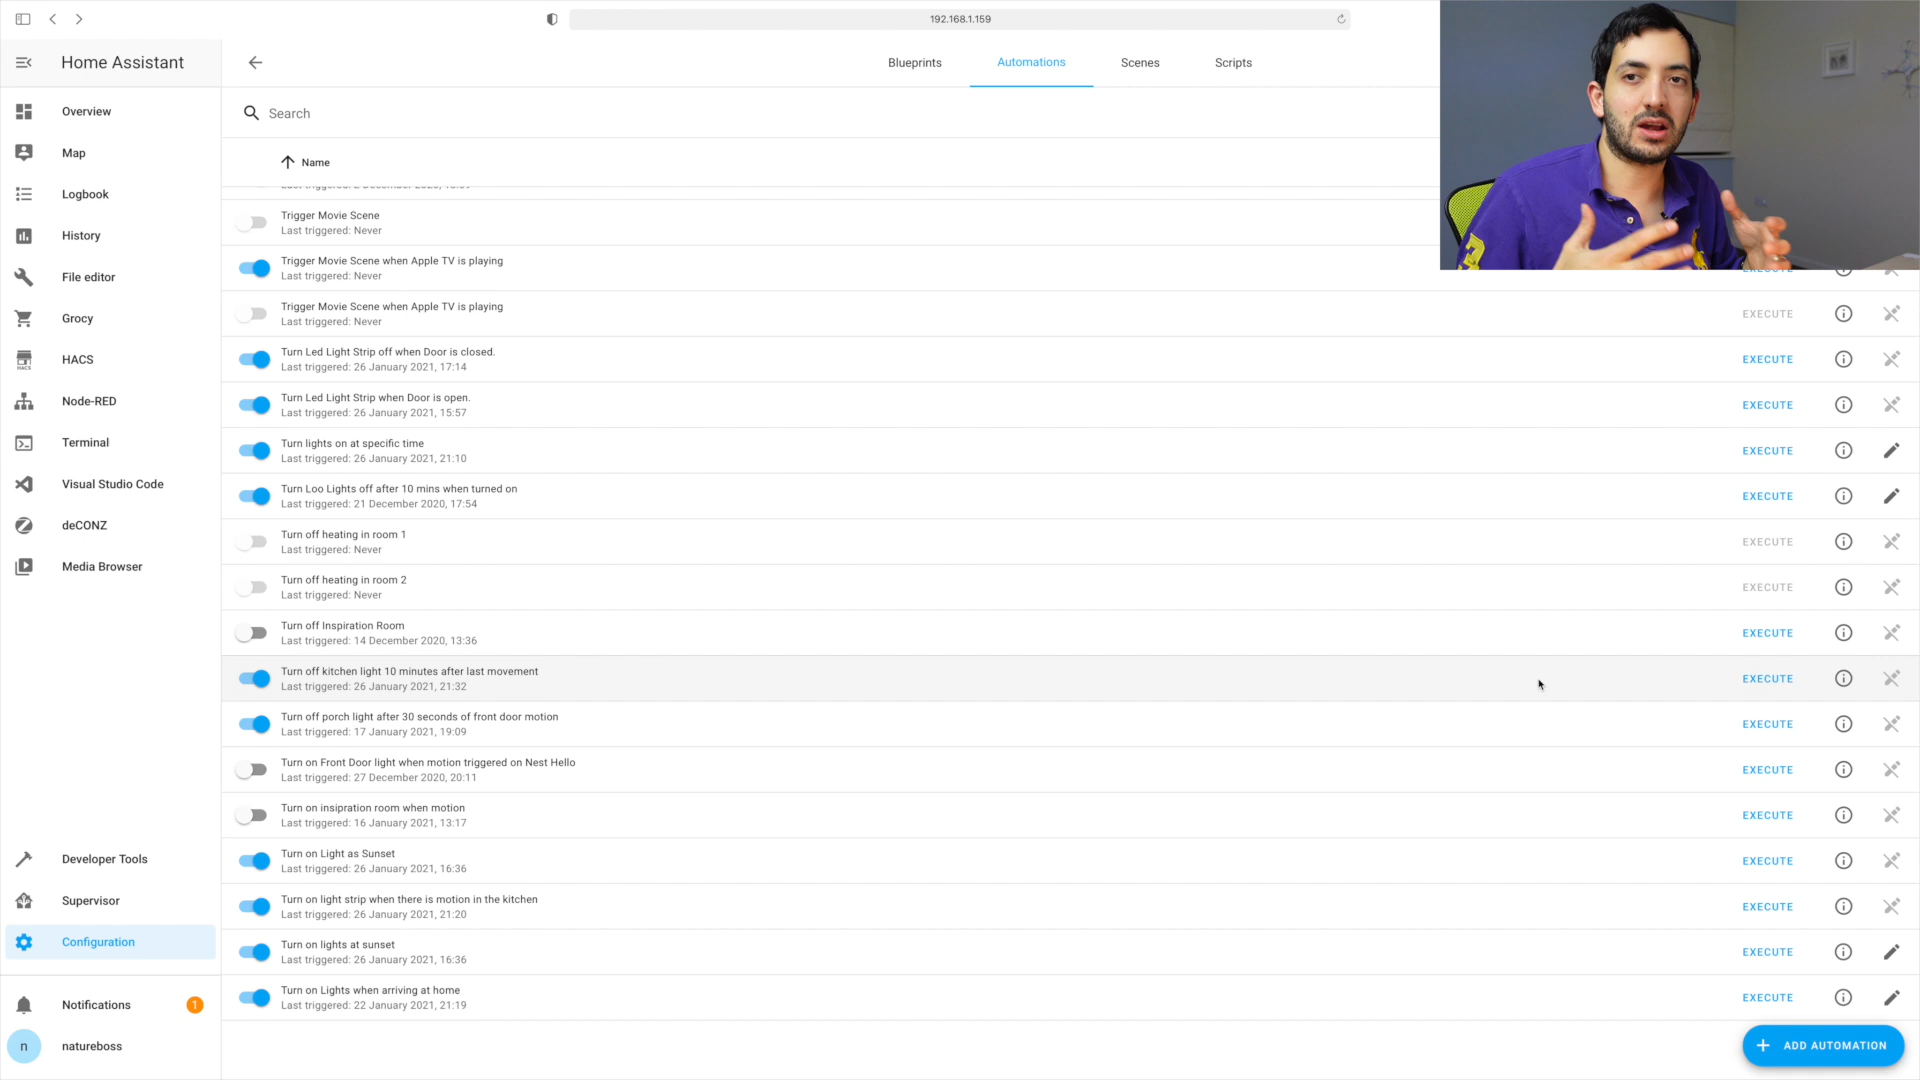 192.168.1.159
Home Assistant
Blueprints
Automations
Scenes
Scripts
Overview
Map
Logbook
History
File editor
Grocy
HACS
HACS
Node-RED
Terminal
Visual Studio Code
deCONZ
Media Browser
Developer Tools
Supervisor
Configuration
Notifications
1
n
natureboss
Search
Name
Trigger Movie Scene
Last triggered: Never
Trigger Movie Scene when Apple TV is playing
Last triggered: Never
EXECUTE
Trigger Movie Scene when Apple TV is playing
Last triggered: Never
EXECUTE
Turn Led Light Strip off when Door is closed.
Last triggered: 26 January 2021, 17:14
EXECUTE
Turn Led Light Strip when Door is open.
Last triggered: 26 January 2021, 15:57
EXECUTE
Turn lights on at specific time
Last triggered: 26 January 2021, 21:10
EXECUTE
Turn Loo Lights off after 10 mins when turned on
Last triggered: 21 December 2020, 17:54
EXECUTE
Turn off heating in room 1
Last triggered: Never
EXECUTE
Turn off heating in room 2
Last triggered: Never
EXECUTE
Turn off Inspiration Room
Last triggered: 14 December 2020, 13:36
EXECUTE
Turn off kitchen light 10 minutes after last movement
Last triggered: 26 January 2021, 21:32
EXECUTE
Turn off porch light after 30 seconds of front door motion
Last triggered: 17 January 2021, 19:09
EXECUTE
Turn on Front Door light when motion triggered on Nest Hello
Last triggered: 27 December 2020, 20:11
EXECUTE
Turn on insipration room when motion
Last triggered: 16 January 2021, 13:17
EXECUTE
Turn on Light as Sunset
Last triggered: 26 January 2021, 16:36
EXECUTE
Turn on light strip when there is motion in the kitchen
Last triggered: 26 January 2021, 21:20
EXECUTE
Turn on lights at sunset
Last triggered: 26 January 2021, 16:36
EXECUTE
Turn on Lights when arriving at home
Last triggered: 22 January 2021, 21:19
EXECUTE
ADD AUTOMATION